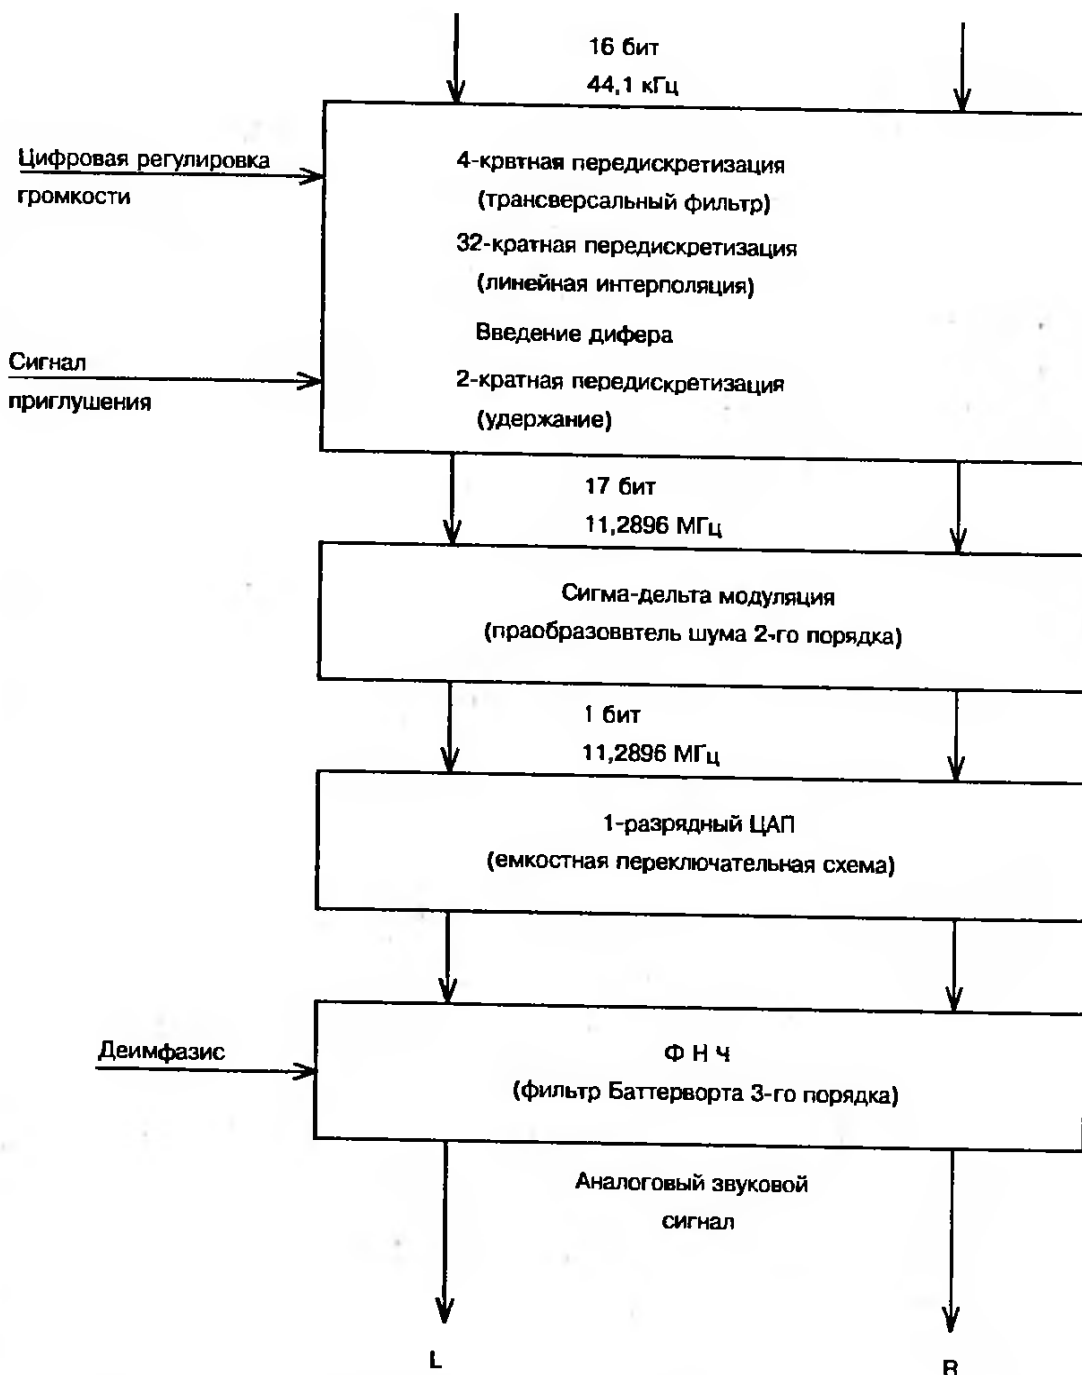 16 бит
44,1 кГц
Цифровая регулировка
громкости
4-крвтная передискретизация
(трансверсальный фильтр)
32-кратная передискретизация
(линейная интерполяция)
Введение дифера
Сигнал
приглушения
2-кратная передискретизация
(удержание)
17 бит
11,2896 МГц
Сигма-дельта модуляция
(праобразоввтель шума 2-го порядка)
1 бит
11,2896 МГц
1-разрядный ЦАП
(емкостная переключательная схема)
Деимфазис
Ф Н Ч
(фильтр Баттерворта 3-го порядка)
Аналоговый звуковой
сигнал
L
R